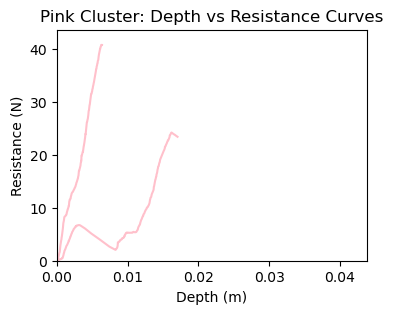 Pink Cluster: Depth vs Resistance Curves
Resistance (N)
40
30
20
10
0
0.00 0.01 0.02 0.03 0.04
Depth (m)